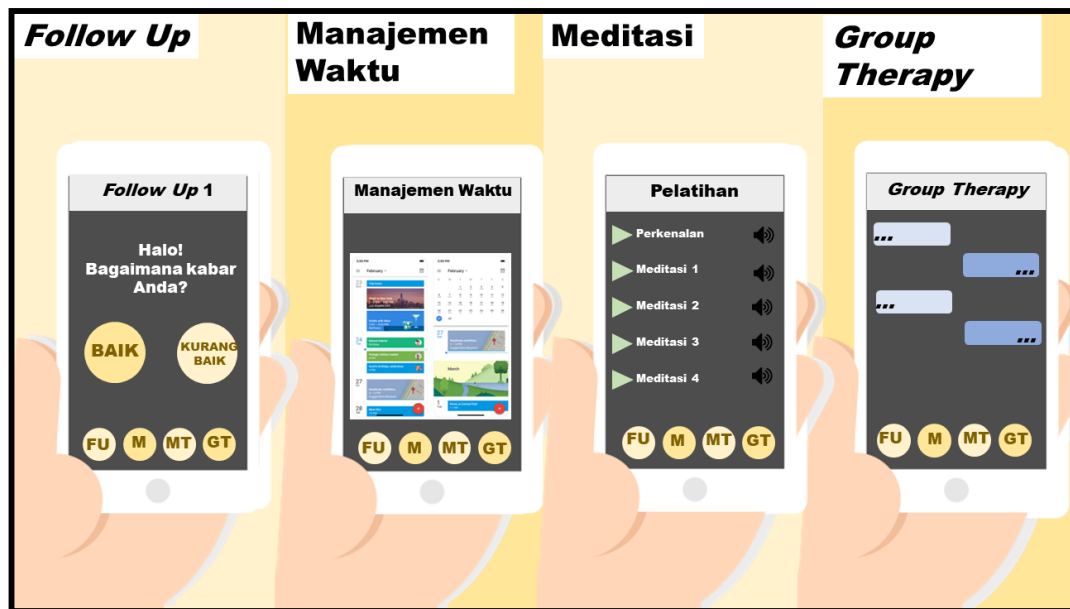 Follow Up
Manajemen
Waktu
Meditasi
Group
Therapy
Follow Up 1
Halo!
Bagaimana kabar
Anda?
BAIK
KURANG
BAIK
FU M MT GT
Manajemen Waktu
February
February
March
FU M MT GT
Pelatihan
Perkenalan
Meditasi 1
Meditasi 2
Meditasi 3
Meditasi 4
FU M MT GT
Group Therapy
...
...
...
...
FU M MT GT